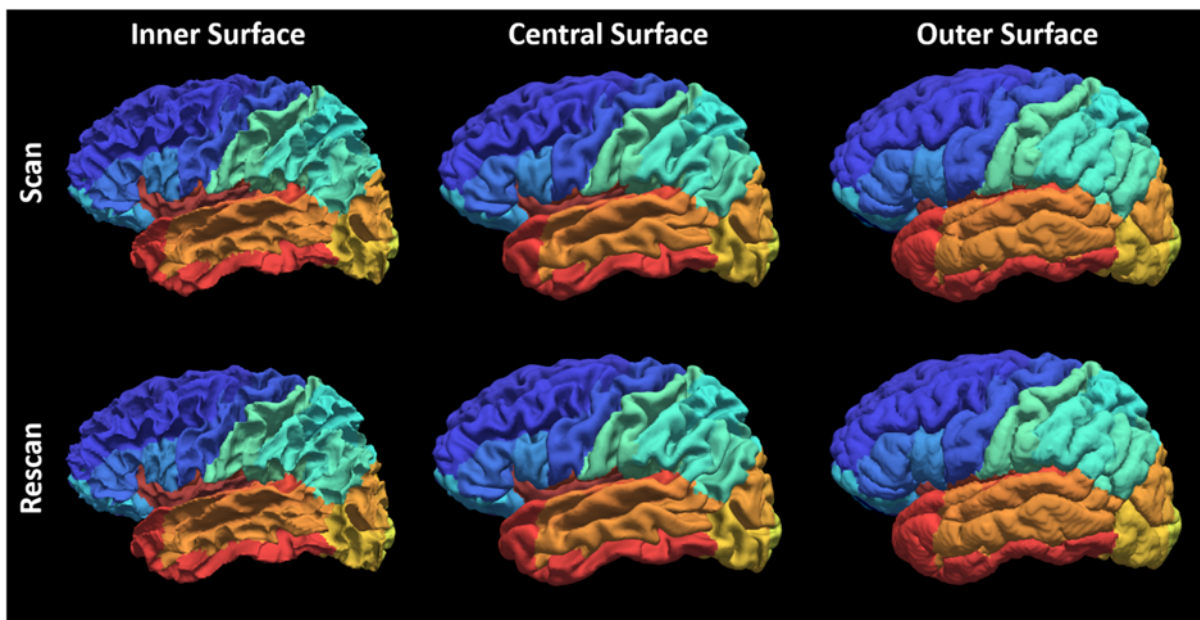 Inner Surface
Central Surface
Outer Surface
Scan
Rescan